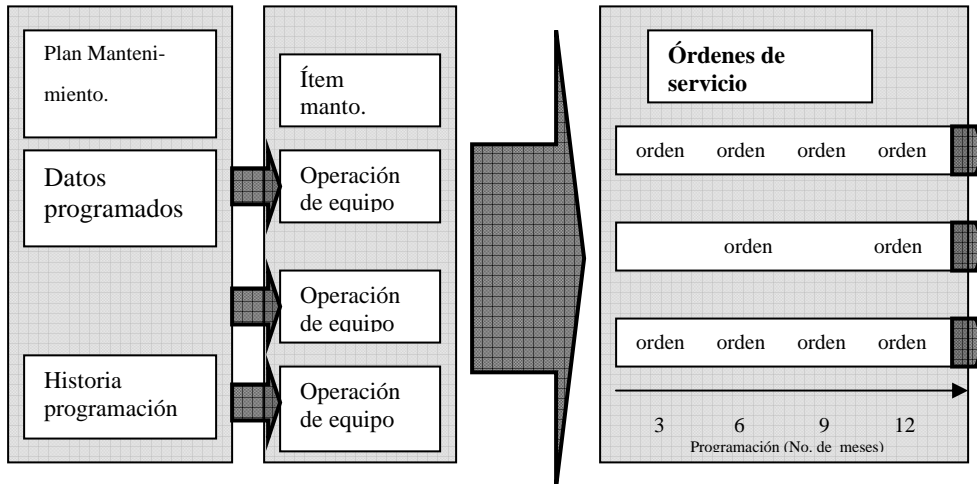 Plan Manteni-
miento.
Datos
programados
Historia
programación
Ítem
manto.
Operación
de equipo
Operación
de equipo
Operación
de equipo
Órdenes de
servicio
orden orden orden orden
orden orden
orden orden orden orden
3 6 9 12
Programación (No. de meses)